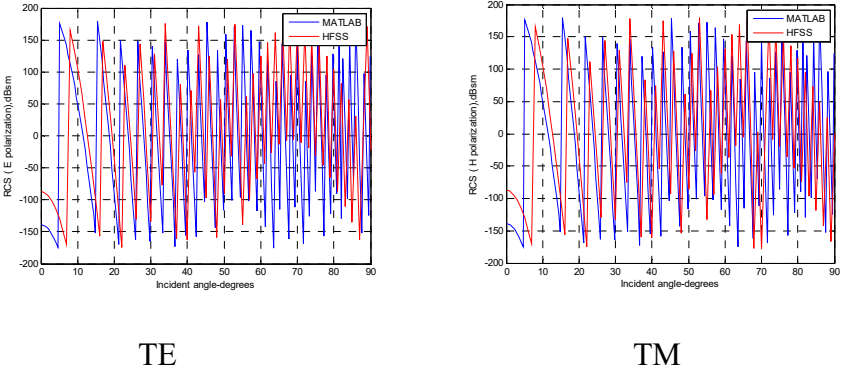 200
150
100
50
0
-50
-100
-150
-200
RCS ( E polarization),dBsm
0 10 20 30 40 50 60 70 80 90
Incident angle-degrees
MATLAB
HFSS
200
150
100
50
0
-50
-100
-150
-200
RCS ( H polarization),dBsm
0 10 20 30 40 50 60 70 80 90
Incident angle-degrees
MATLAB
HFSS
TE
TM